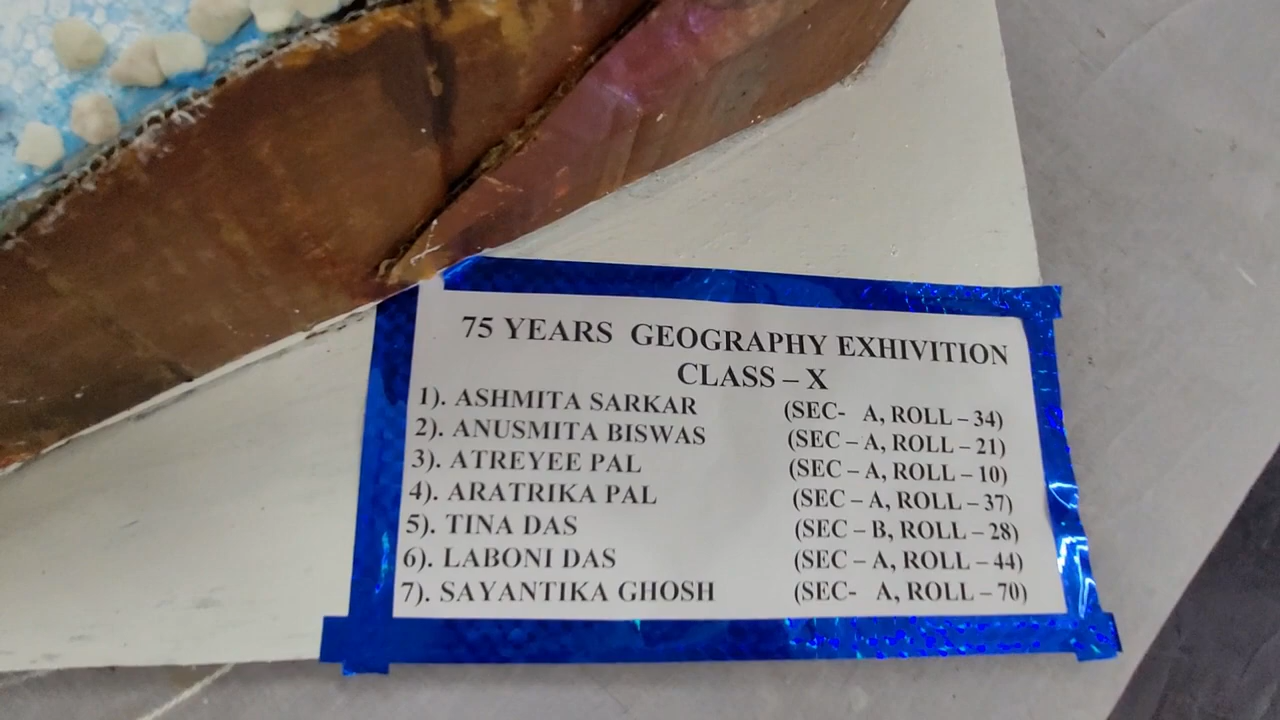 75 YEARS GEOGRAPHY EXHIVITION
CLASS – X
1). ASHMITA SARKAR (SEC- A, ROLL – 34)
2). ANUSMITA BISWAS (SEC – A, ROLL – 21)
3). ATREYEE PAL (SEC – A, ROLL – 10)
4). ARATRIKA PAL (SEC – A, ROLL – 37)
5). TINA DAS (SEC – B, ROLL – 28)
6). LABONI DAS (SEC – A, ROLL – 44)
7). SAYANTIKA GHOSH (SEC- A, ROLL – 70)